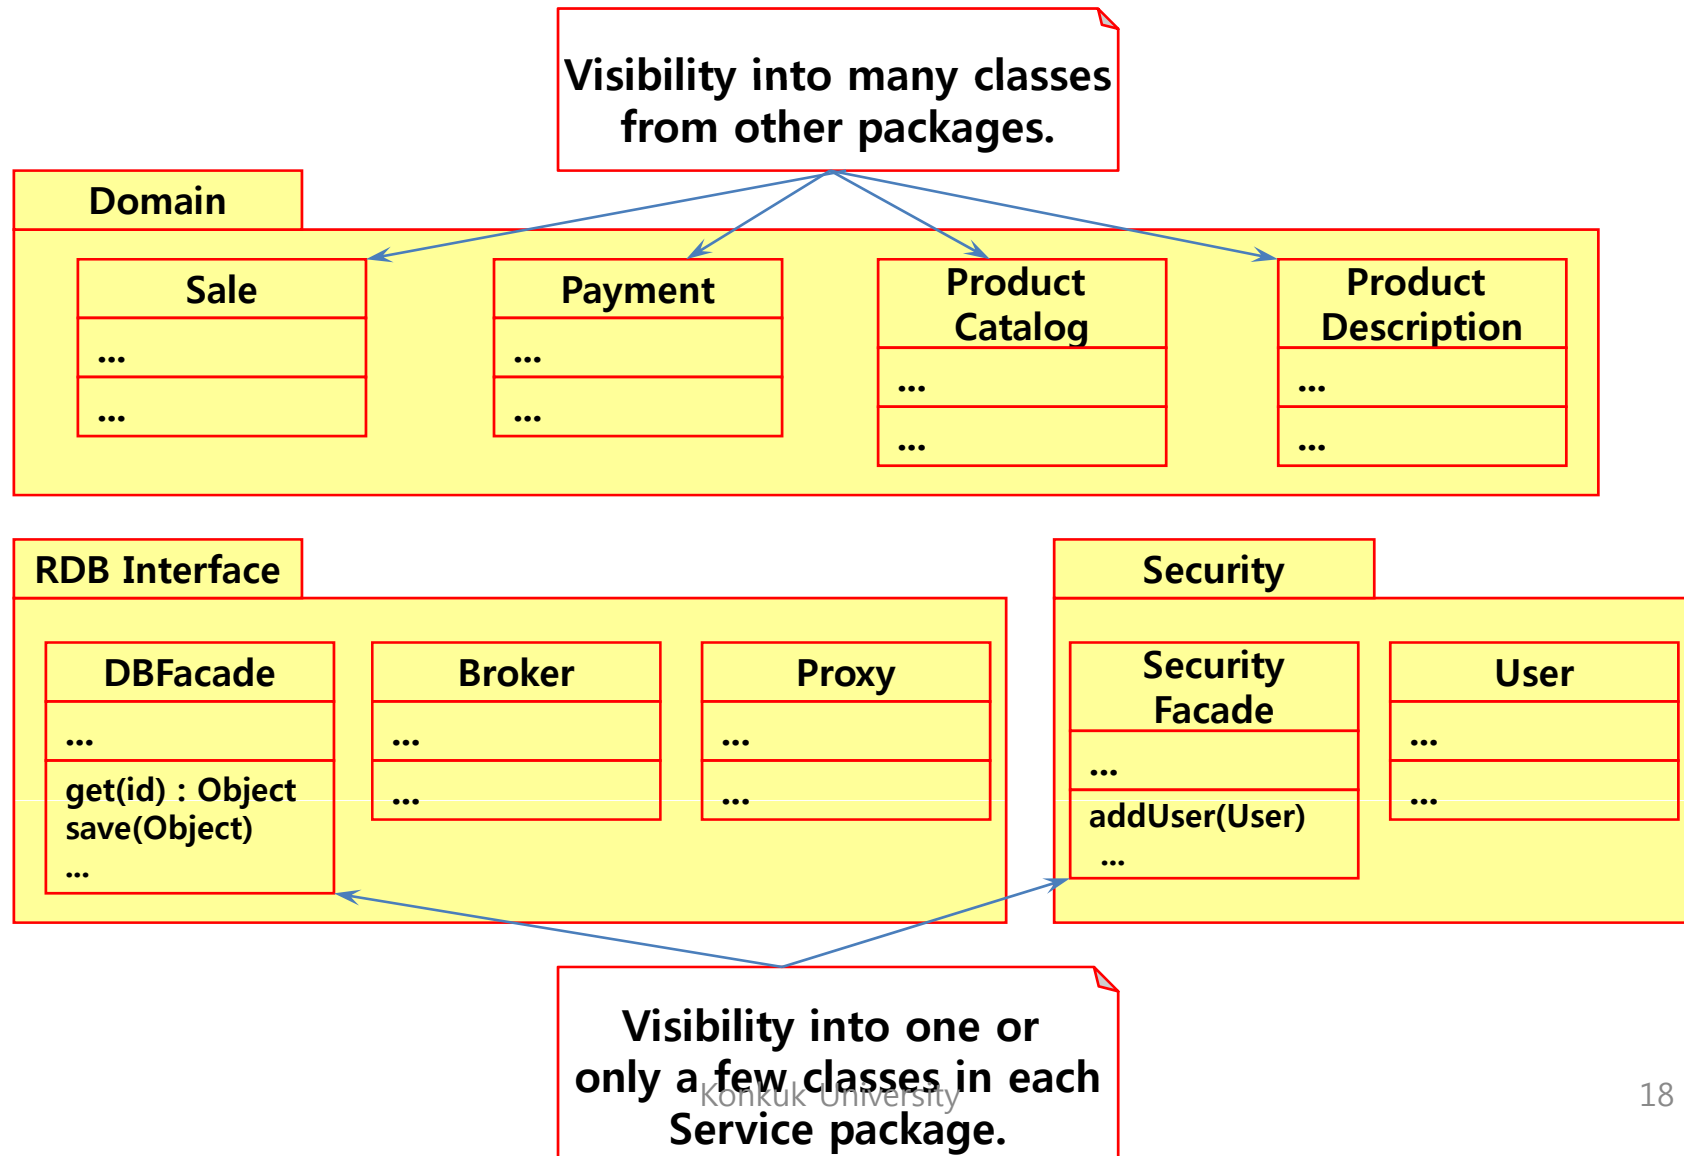 Visibility into many classes
from other packages.
Domain
Sale
...
...
Payment
...
...
Product
Catalog
...
...
Product
Description
...
...
RDB Interface
DBFacade
...
get(id) : Object
save(Object)
...
Broker
...
...
Proxy
...
...
Security
Security
Facade
...
addUser(User)
...
User
...
...
Visibility into one or
only a few classes in each
Service package.
Konkuk University
18